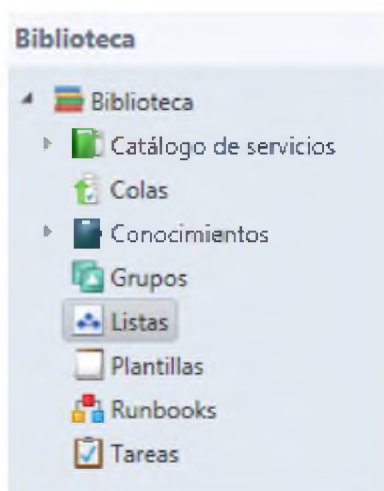 Biblioteca
Biblioteca
Catálogo de servicios
Colas
Conocimientos
Grupos
Listas
Plantillas
Runbooks
Tareas